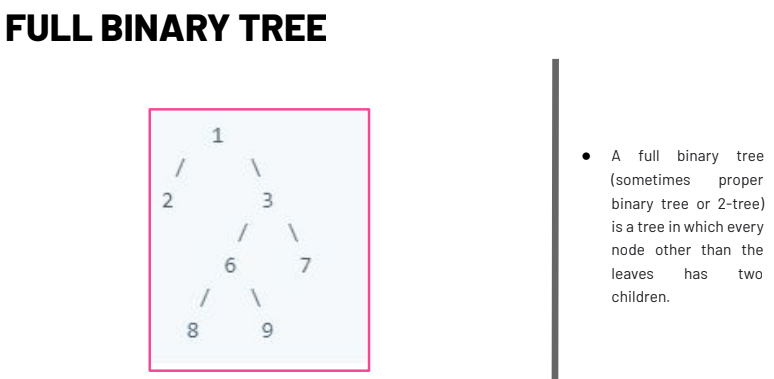 FULL BINARY TREE
1
/ \
2 3
/ \
6 7
/ \
8 9
● A full binary tree
(sometimes proper
binary tree or 2-tree)
is a tree in which every
node other than the
leaves has two
children.